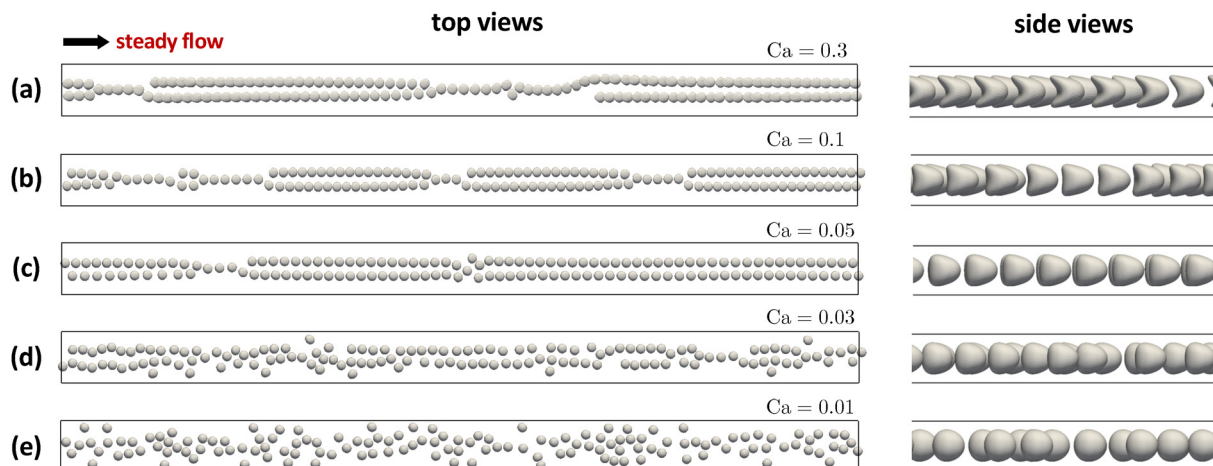 top views
side views
steady flow
Ca = 0.3
(a)
Ca = 0.1
(b)
Ca = 0.05
(c)
Ca = 0.03
(d)
Ca = 0.01
(e)